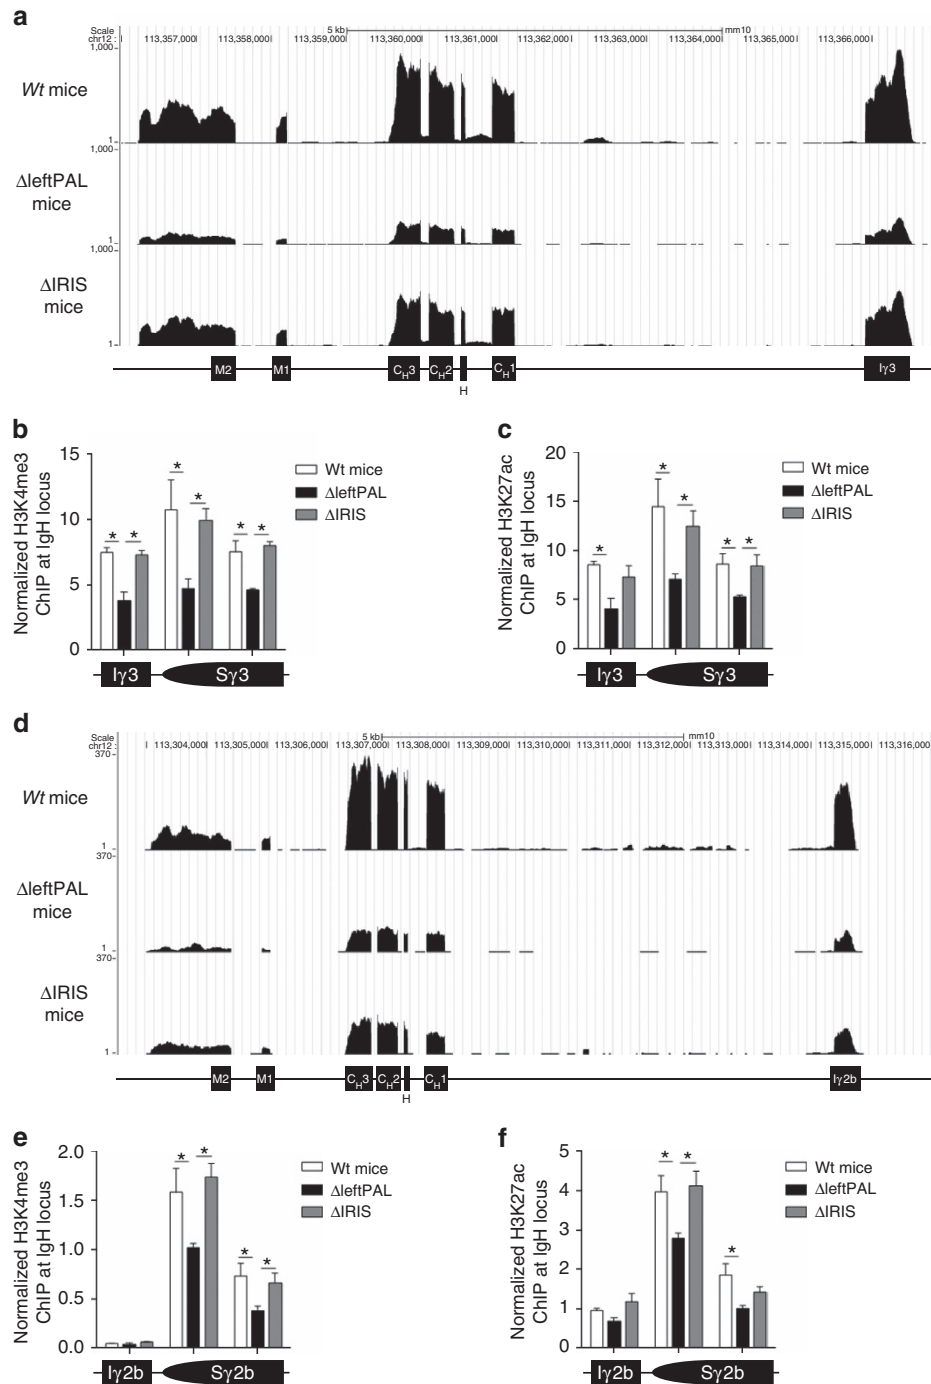 a
Scale
chr12 :
5 kb
mm10
113,357,000 113,358,000 113,359,000 113,360,000 113,361,000 113,362,000 113,363,000 113,364,000 113,365,000 113,366,000
1,000
Wt mice
1
1,000
ΔleftPAL
mice
1
1,000
ΔIRIS
mice
1
M2 M1 CH3 CH2 CH1 Iγ3
H
b
Normalized H3K4me3
ChIP at IgH locus
15
10
5
0
* * * * * *
Wt mice
ΔleftPAL
ΔIRIS
Iγ3 Sγ3
c
Normalized H3K27ac
ChIP at IgH locus
20
15
10
5
0
* * * * *
Wt mice
ΔleftPAL
ΔIRIS
Iγ3 Sγ3
d
Scale
chr12 :
5 kb
mm10
113,304,000 113,305,000 113,306,000 113,307,000 113,308,000 113,309,000 113,310,000 113,311,000 113,312,000 113,313,000 113,314,000 113,315,000 113,316,000
370
Wt mice
1
370
ΔleftPAL
mice
1
370
ΔIRIS
mice
1
M2 M1 CH3 CH2 CH1 Iγ2b
H
e
Normalized H3K4me3
ChIP at IgH locus
2.0
1.5
1.0
0.5
0.0
* * * *
Wt mice
ΔleftPAL
ΔIRIS
Iγ2b Sγ2b
f
Normalized H3K27ac
ChIP at IgH locus
5
4
3
2
1
0
* * *
Wt mice
ΔleftPAL
ΔIRIS
Iγ2b Sγ2b